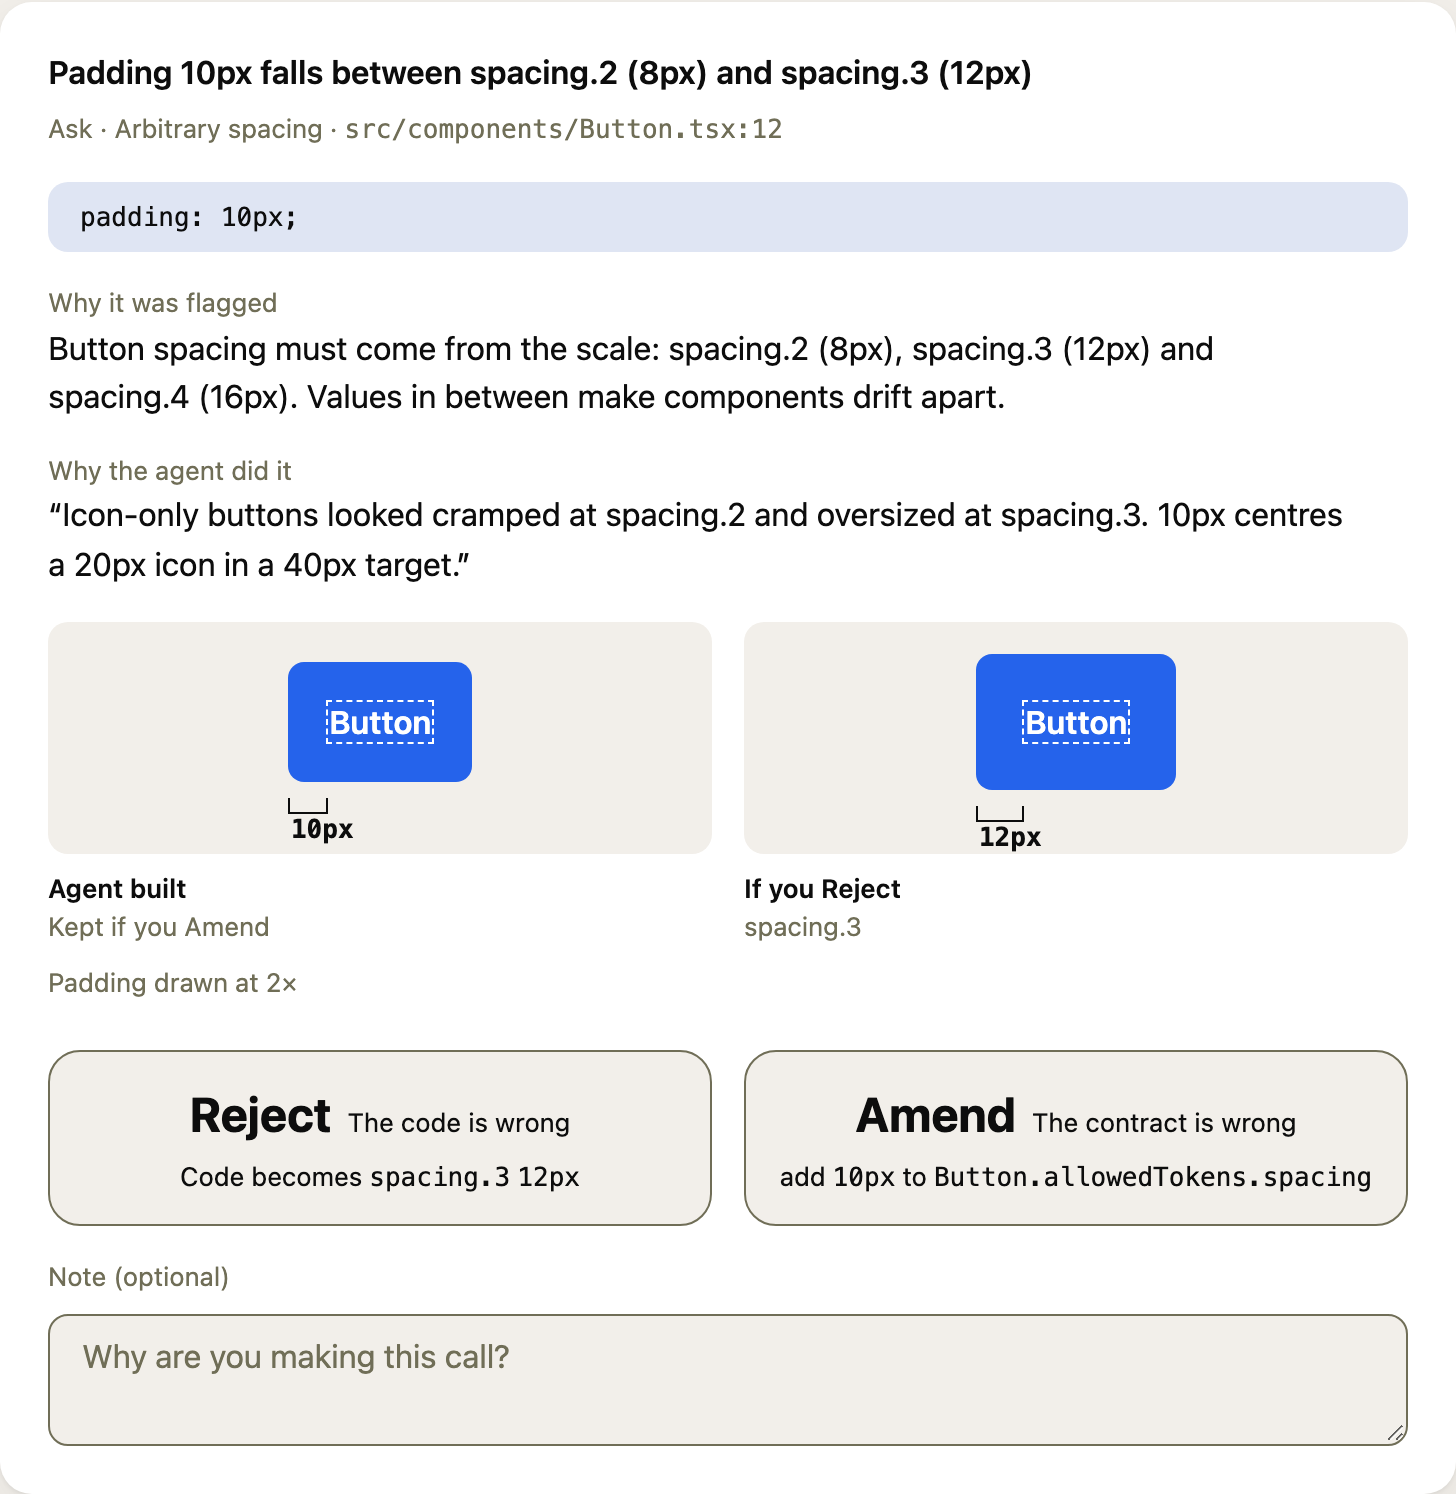 Padding 10px falls between spacing.2 (8px) and spacing.3 (12px)
Ask · Arbitrary spacing · src/components/Button.tsx:12
padding: 10px;
Why it was flagged
Button spacing must come from the scale: spacing.2 (8px), spacing.3 (12px) and
spacing.4 (16px). Values in between make components drift apart.
Why the agent did it
“Icon-only buttons looked cramped at spacing.2 and oversized at spacing.3. 10px centres
a 20px icon in a 40px target.”
Button
10px
Agent built
Kept if you Amend
Button
12px
If you Reject
spacing.3
Padding drawn at 2×
Reject The code is wrong
Code becomes spacing.3 12px
Amend The contract is wrong
add 10px to Button.allowedTokens.spacing
Note (optional)
Why are you making this call?